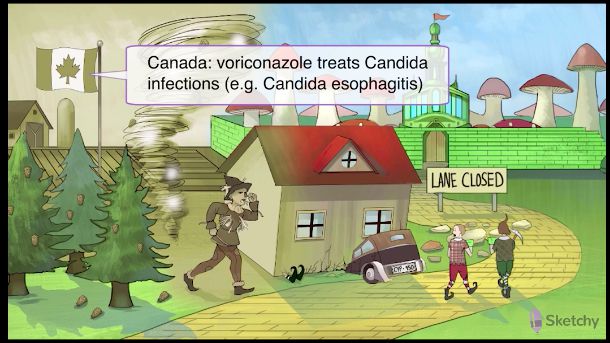 Canada: voriconazole treats Candida
infections (e.g. Candida esophagitis)
LANE CLOSED
Sketchy